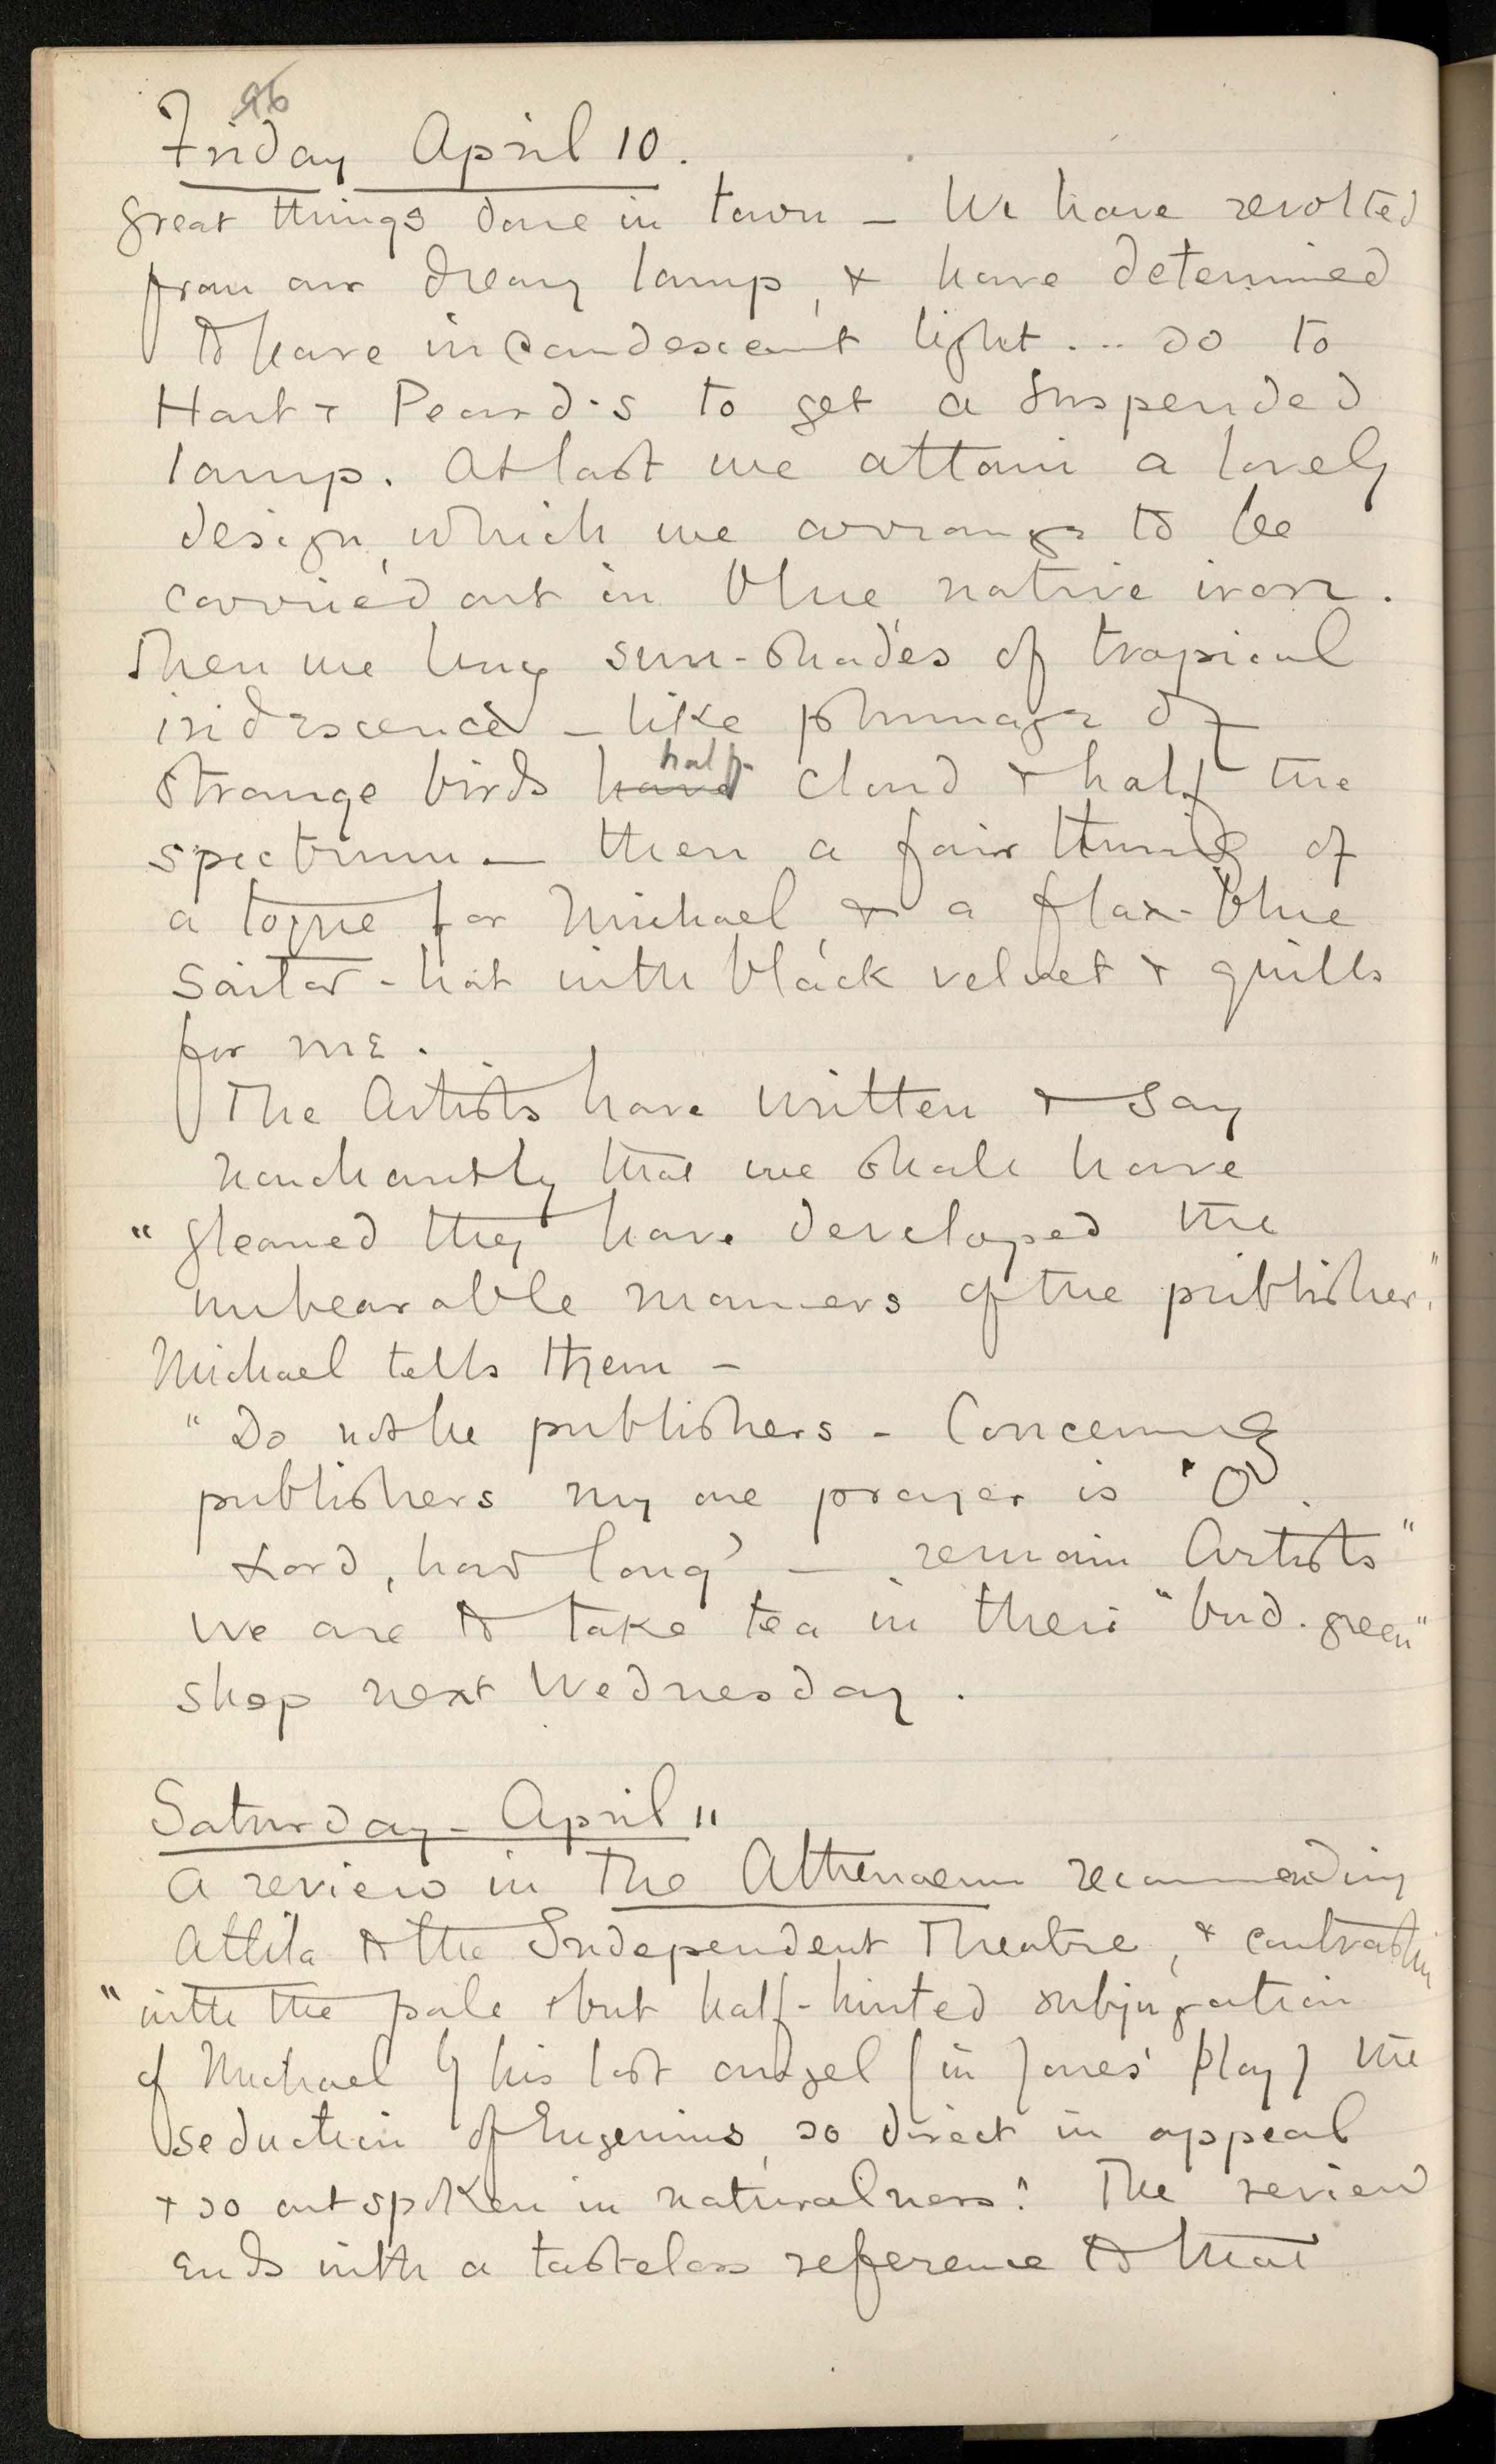 96
Friday April 10.
great things done in town – We have revolted
from our dreary lamp, & have determined
to have incandescent light ... so to
Hart & Peard's to get a suspended
lamp. At last we attain a lovely
design, which we arrange to be
carried out in blue, native iron.
Then we buy sun-shades of tropical
iridescence – like plumage of
strange birds half cloud & half the
spectrum – then a fair thing of
a toque for Michael, & a flax-blue
Sailor-hat with black velvet & quills
for me.
The Artists have written & say
nonchantly that we shall have
" gleaned they have developed the
unbearable manners of the publisher."
Michael tells them –
" Do not be publishers – Concerning
publishers my one prayer is 'O
Lord, how long' – remain Artists"
We are to take tea in their "bud-green"
shop next Wednesday.
Saturday – April 11
A review in The Athenaeum recommending
Attila to the Independent Theatre, & contrasting
"with the pale & but half-hinted subjugation
of Michael by his lost angel (in Jones' play) the
seduction of Eugenius, so direct in appeal
& so outspoken in naturalness." The review
ends with a tasteless reference to that